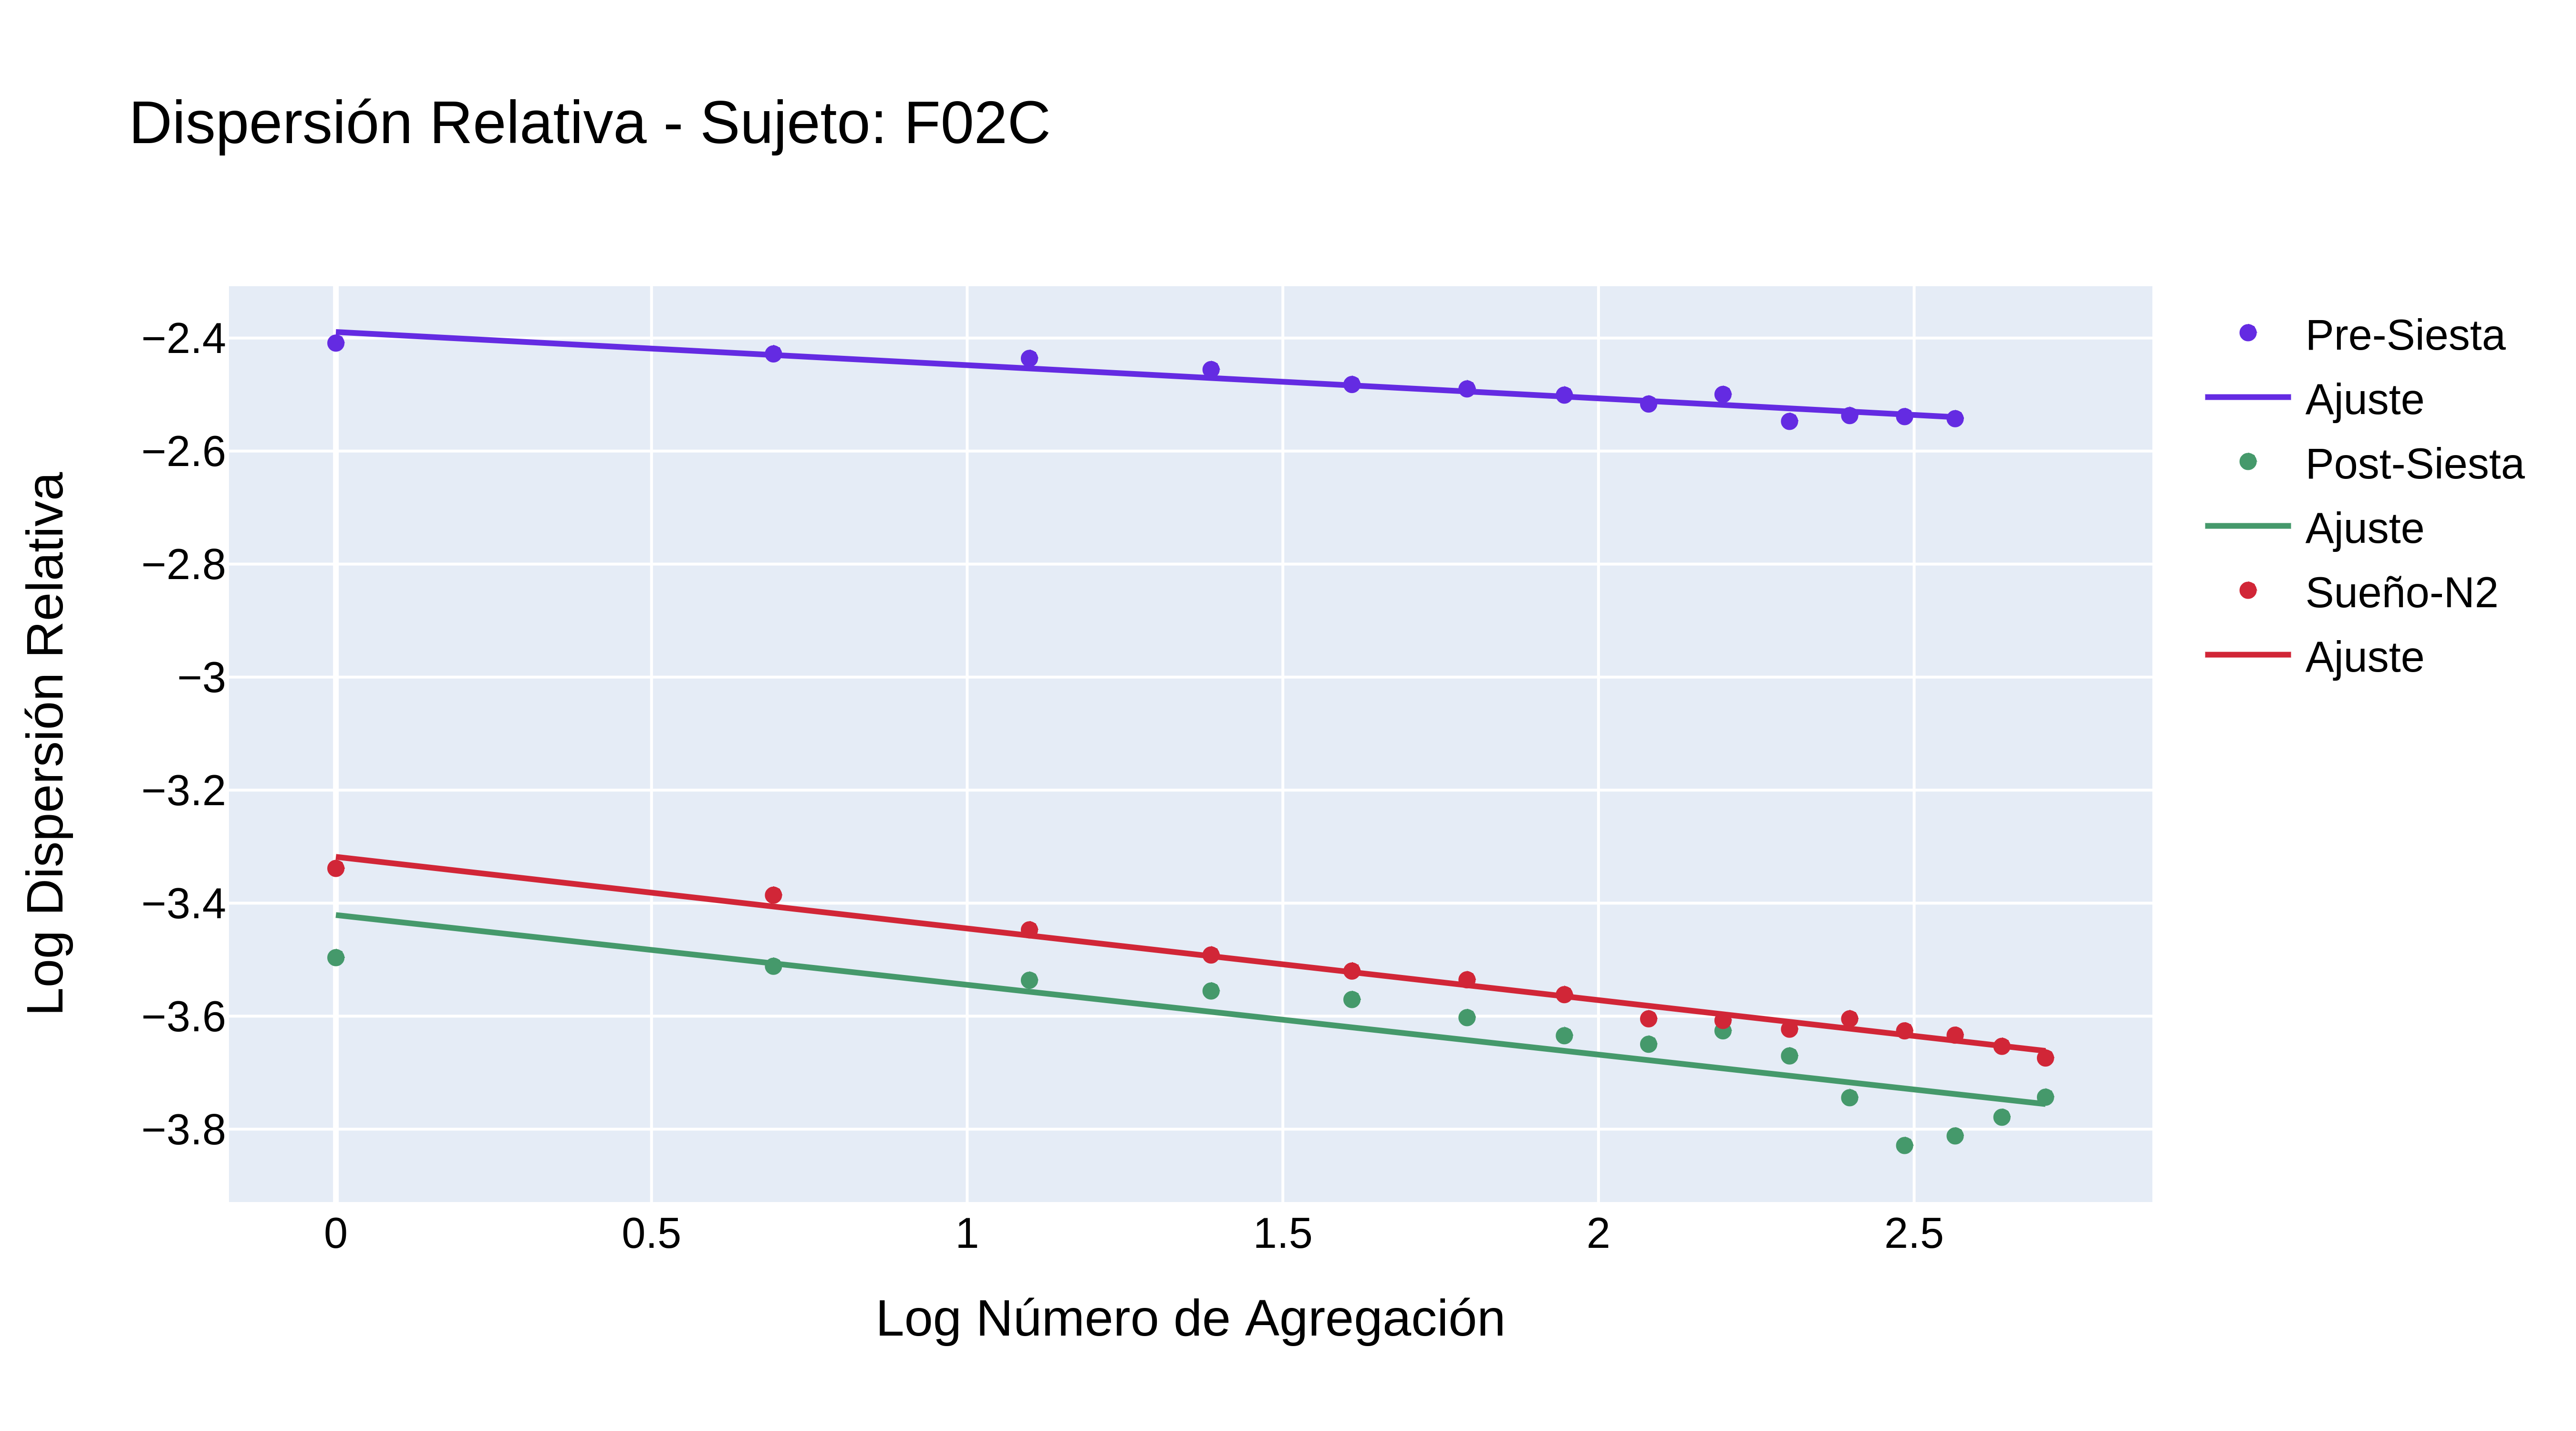 Dispersión Relativa - Sujeto: F02C
Log Dispersión Relativa
−2.4
−2.6
−2.8
−3
−3.2
−3.4
−3.6
−3.8
0
0.5
1
1.5
2
2.5
Log Número de Agregación
Pre-Siesta
Ajuste
Post-Siesta
Ajuste
Sueño-N2
Ajuste